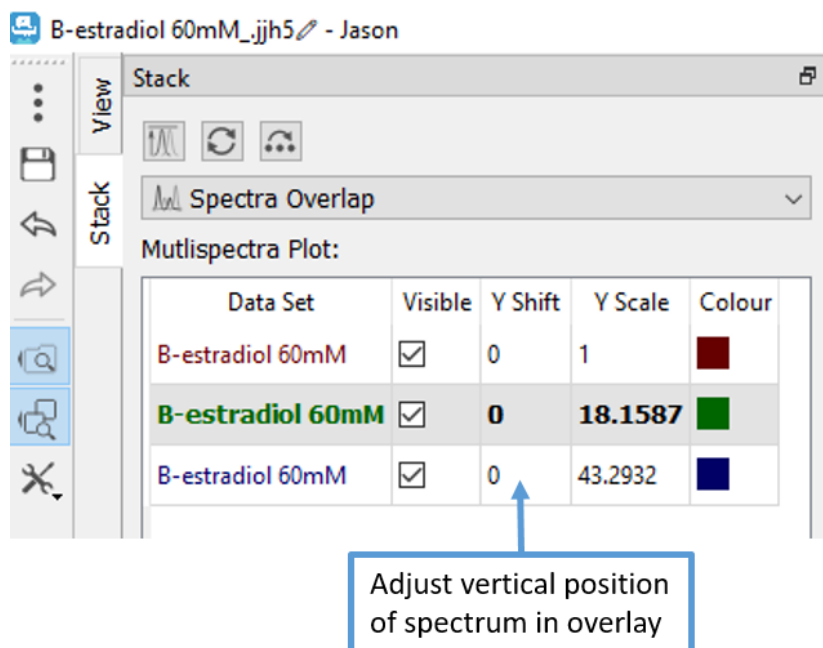 B-estradiol 60mM_.jjh5 - Jason
View
Stack
Stack
Spectra Overlap
Mutlispectra Plot:
Data Set Visible Y Shift Y Scale Colour
B-estradiol 60mM 0 1
B-estradiol 60mM 0 18.1587
B-estradiol 60mM 0 43.2932
Adjust vertical position
of spectrum in overlay